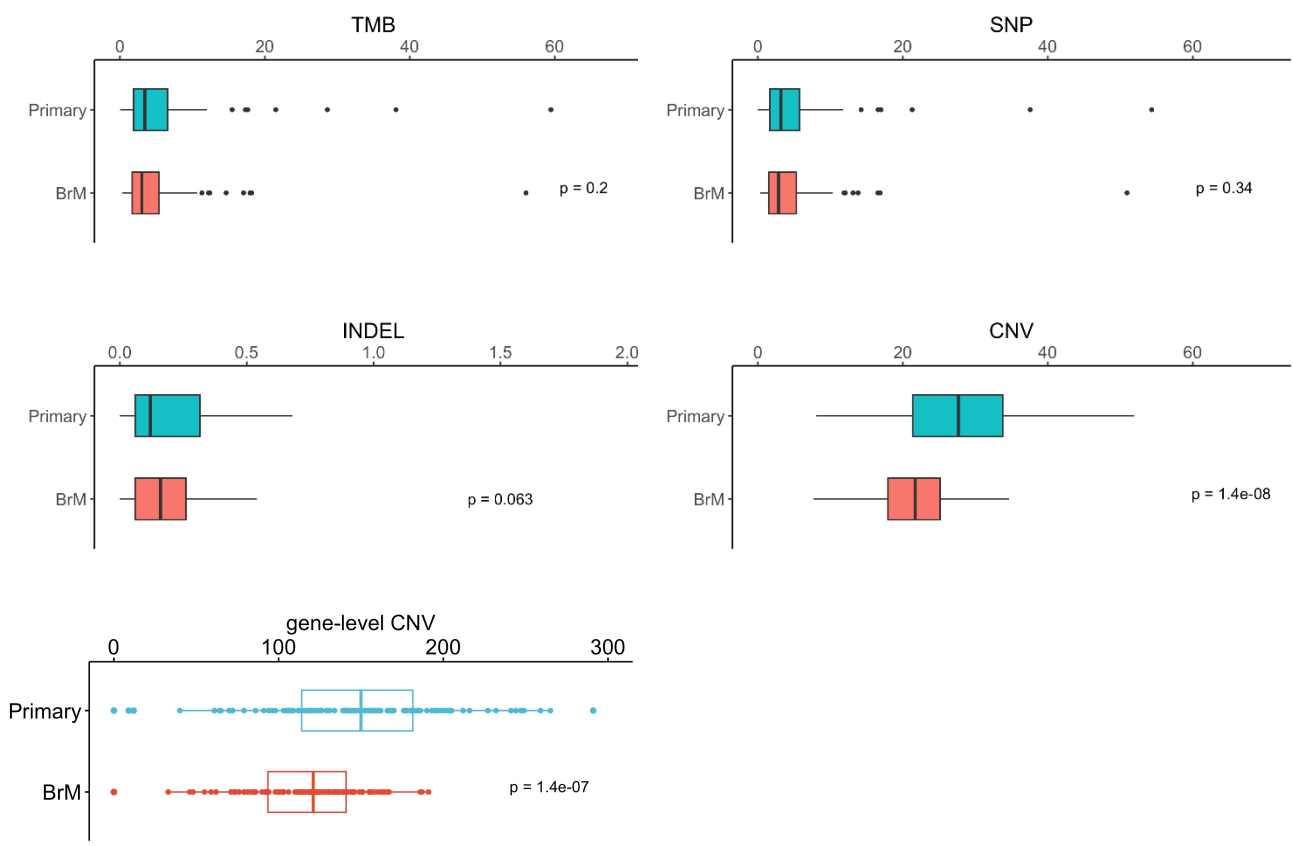 TMB
0 20 40 60
Primary
BrM
p = 0.2
SNP
0 20 40 60
Primary
BrM
p = 0.34
INDEL
0.0 0.5 1.0 1.5 2.0
Primary
BrM
p = 0.063
CNV
0 20 40 60
Primary
BrM
p = 1.4e-08
gene-level CNV
0 100 200 300
Primary
BrM
p = 1.4e-07